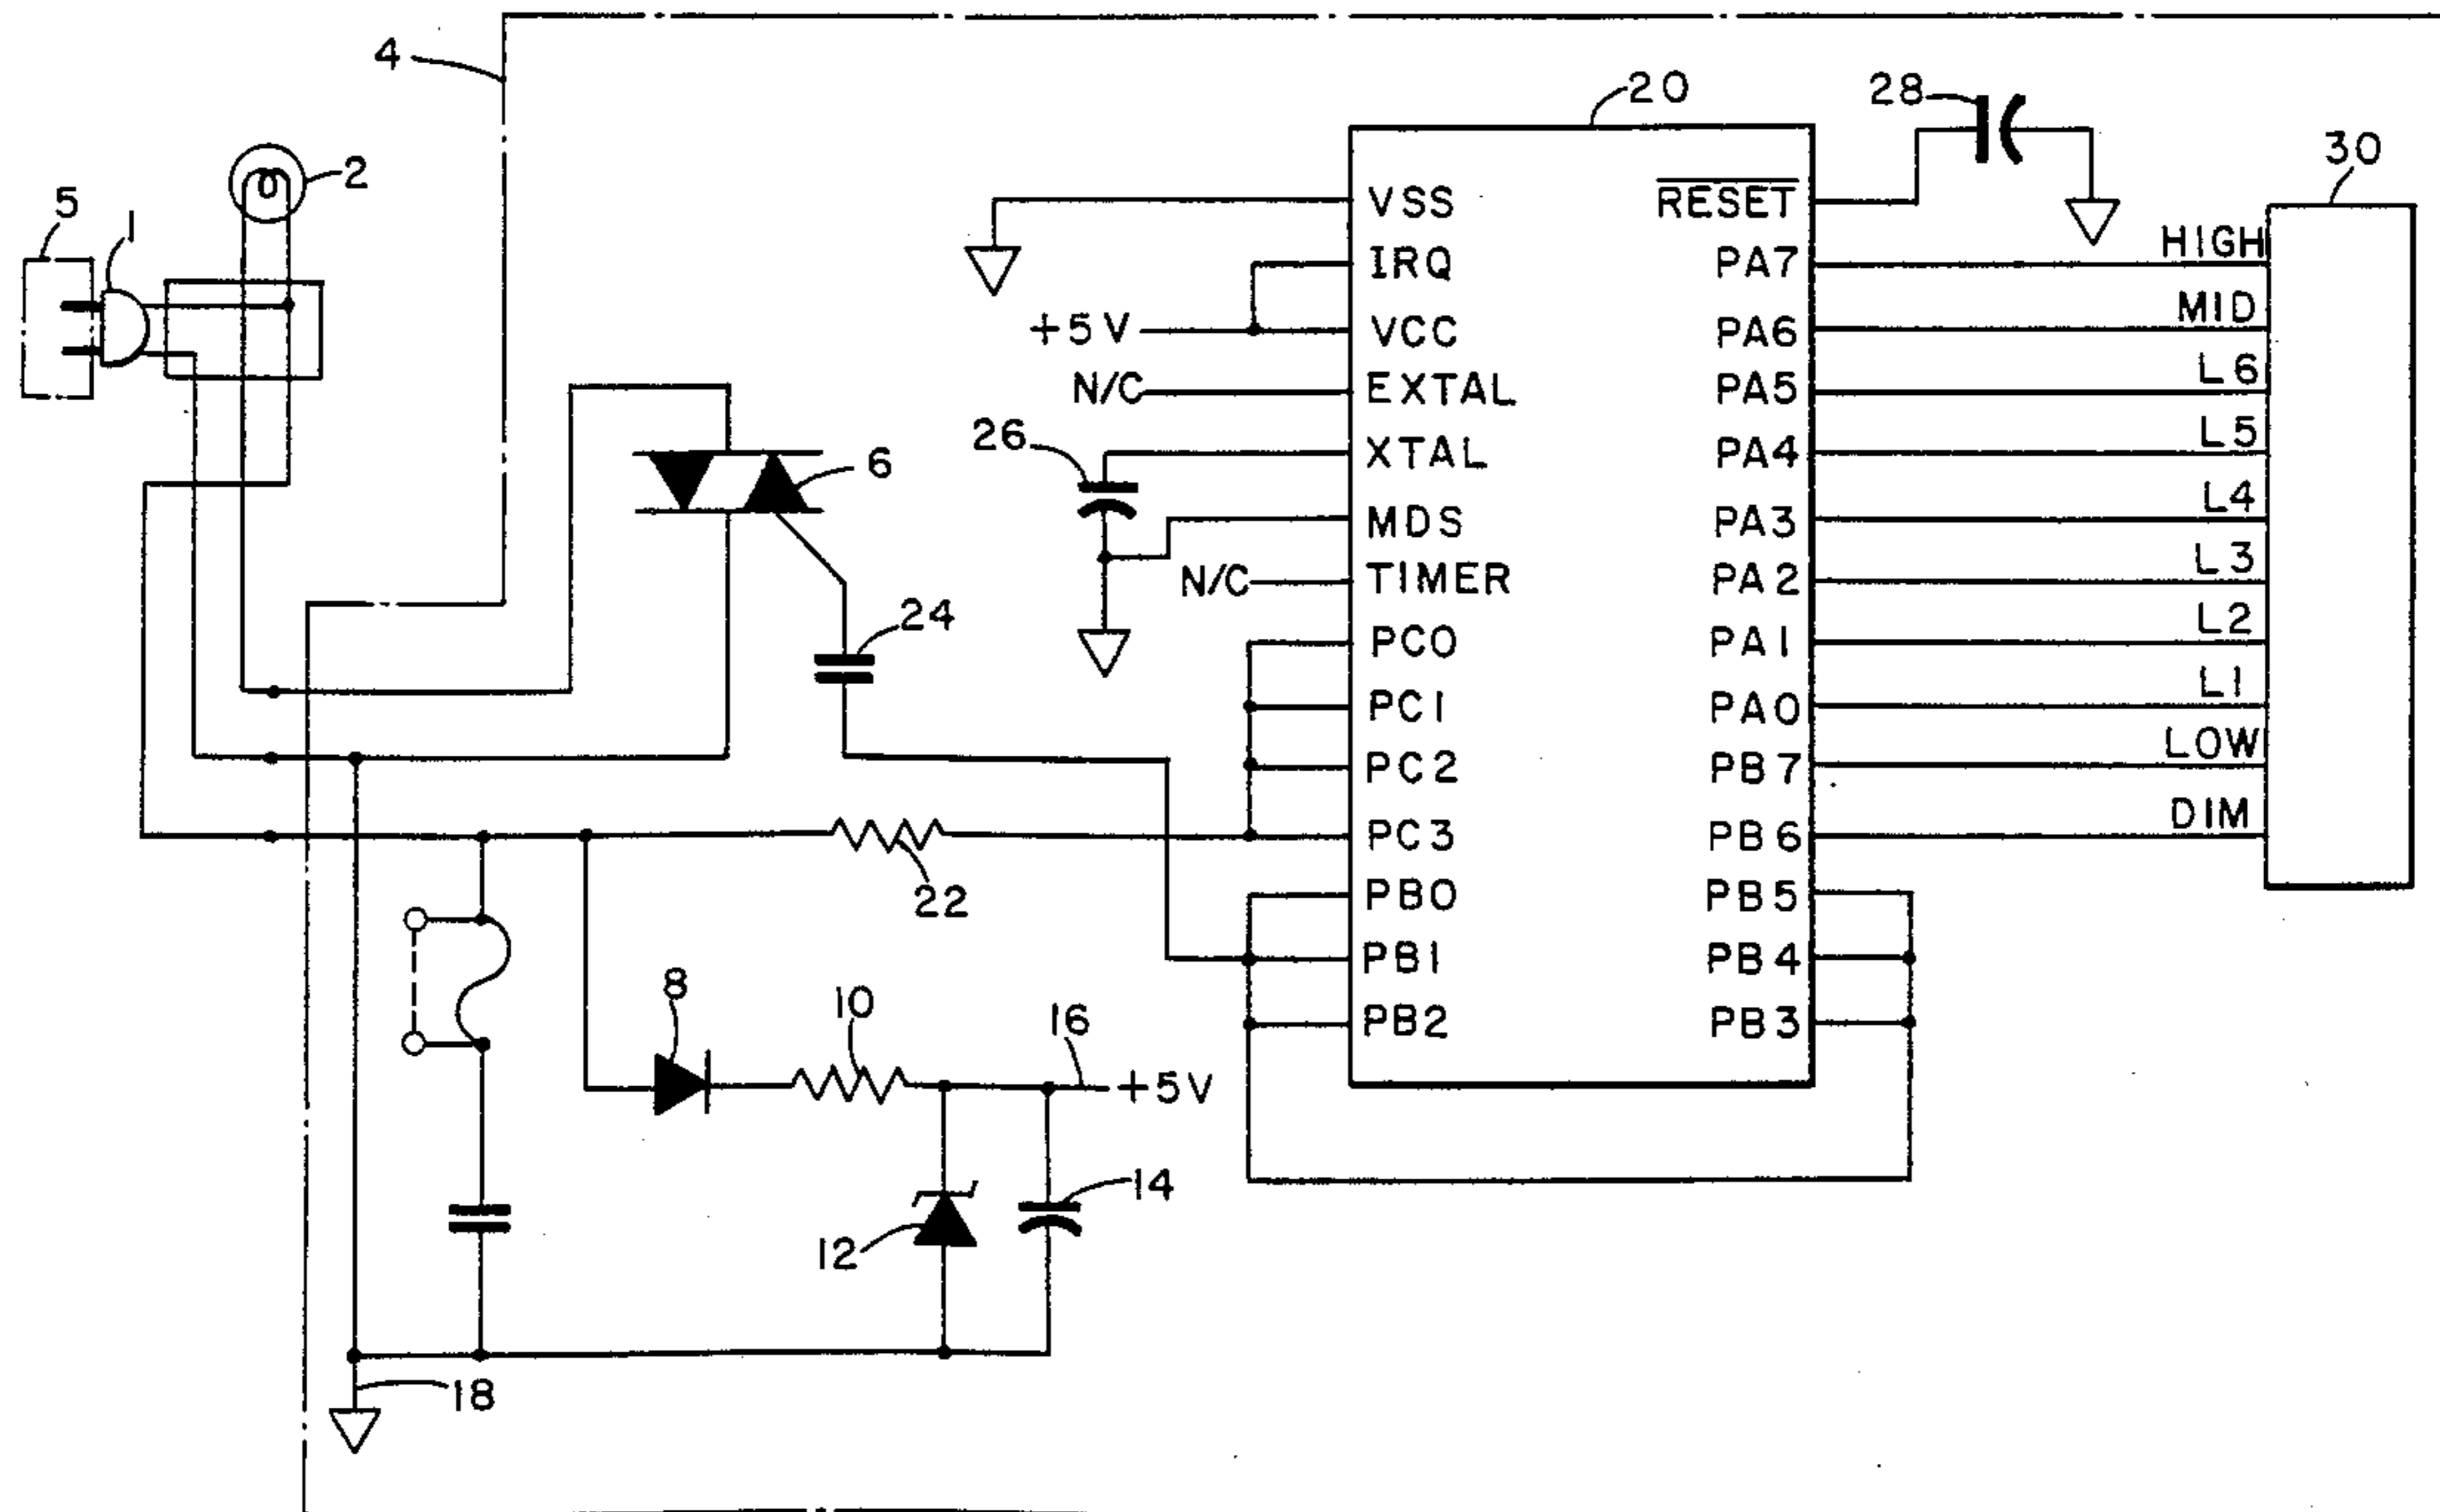 4
20
28
30
2
5
1
VSS
RESET
HIGH
IRQ
PA7
MID
+5V
VCC
PA6
L6
N/C
EXTAL
PA5
L5
26
6
XTAL
PA4
L4
MDS
PA3
L3
N/C
TIMER
PA2
24
L2
PC0
PA1
L1
PC1
PA0
LOW
PC2
PB7
DIM
PC3
PB6
22
PB0
PB5
PB1
PB4
8
10
16
PB2
PB3
+5V
14
12
18